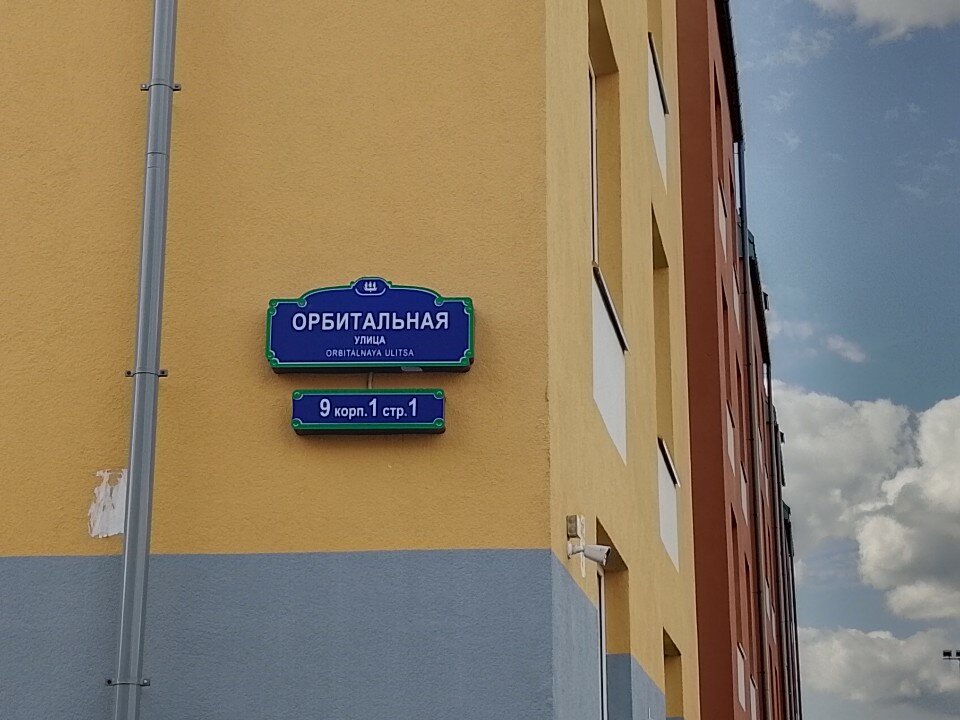 ОРБИТАЛЬНАЯ
УЛИЦА
ORBITALNAYA ULITSA
9 корп.1 стр.1